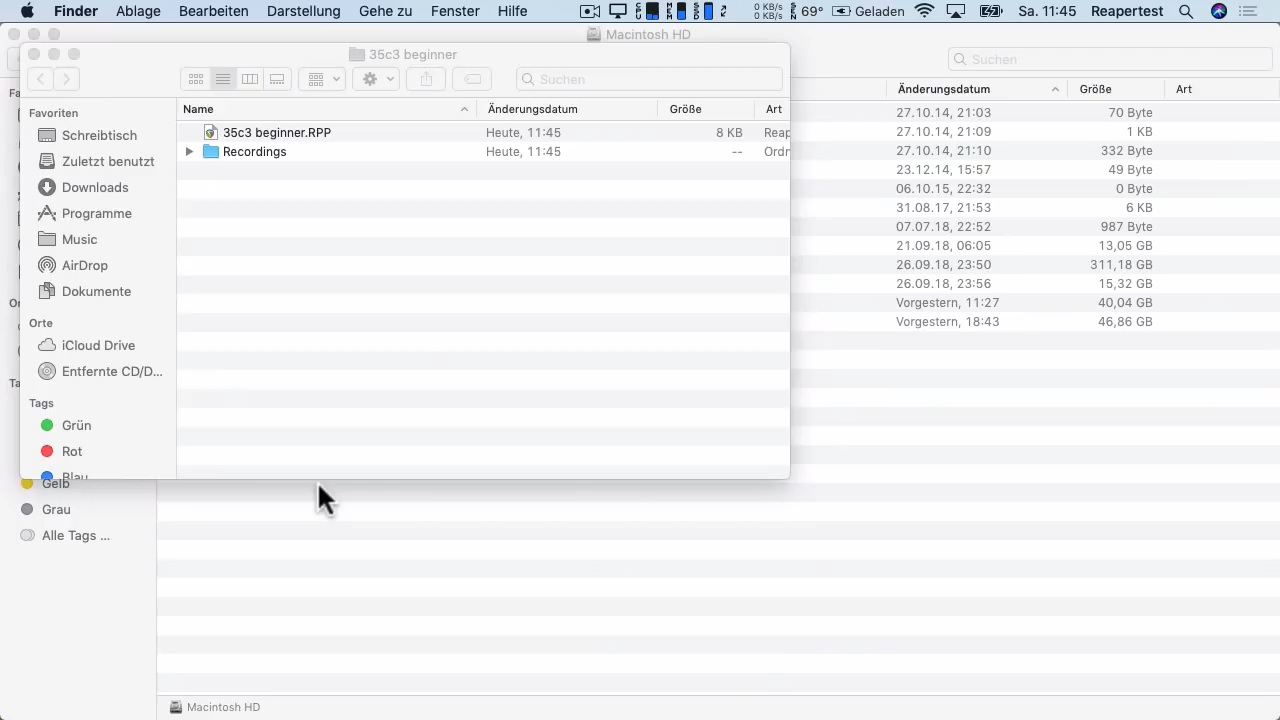 Finder Ablage Bearbeiten Darstellung Gehe zu Fenster Hilfe 0 KB/s 0 KB/s 69° Geladen Sa. 11:45 Reapertest
Macintosh HD
35c3 beginner
Suchen
Suchen
Favoriten
Schreibtisch
Zuletzt benutzt
Downloads
Programme
Music
AirDrop
Dokumente
Orte
iCloud Drive
Entfernte CD/D...
Tags
Grün
Rot
Blau
Gelb
Grau
Alle Tags ...
Name Änderungsdatum Größe Art
35c3 beginner.RPP Heute, 11:45 8 KB Reap
Recordings Heute, 11:45 -- Ordn
Änderungsdatum Größe Art
27.10.14, 21:03 70 Byte
27.10.14, 21:09 1 KB
27.10.14, 21:10 332 Byte
23.12.14, 15:57 49 Byte
06.10.15, 22:32 0 Byte
31.08.17, 21:53 6 KB
07.07.18, 22:52 987 Byte
21.09.18, 06:05 13,05 GB
26.09.18, 23:50 311,18 GB
26.09.18, 23:56 15,32 GB
Vorgestern, 11:27 40,04 GB
Vorgestern, 18:43 46,86 GB
Macintosh HD